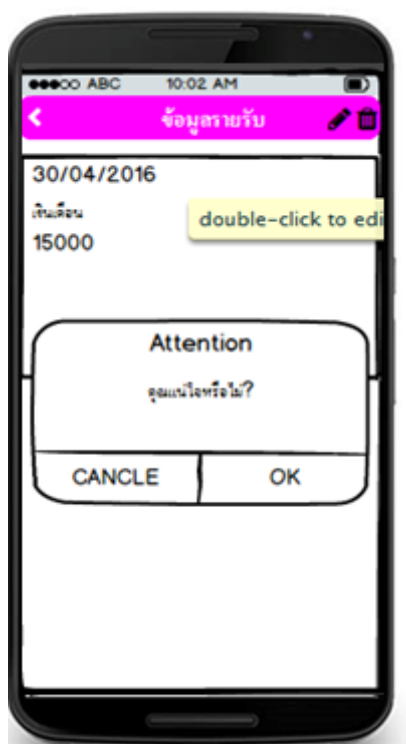 ABC 10:02 AM
ข้อมูลรายรับ
30/04/2016
เงินเดือน
double-click to edi
15000
Attention
คุณแน่ใจหรือไม่?
CANCLE OK